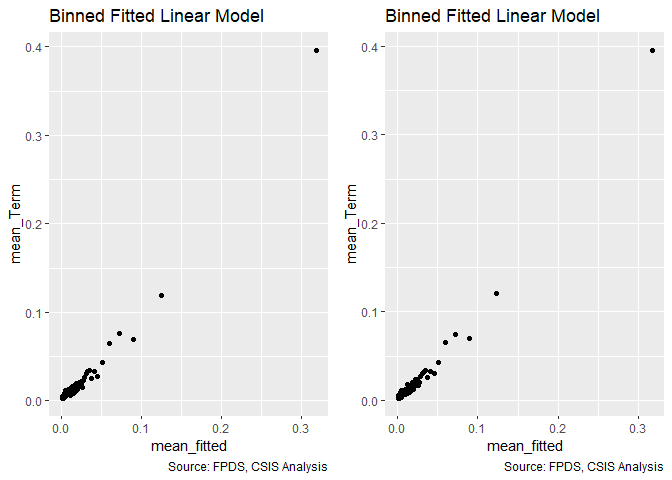 Binned Fitted Linear Model
0.4
0.3
0.2
0.1
0.0
mean_Term
0.0
0.1
0.2
0.3
mean_fitted
Source: FPDS, CSIS Analysis
Binned Fitted Linear Model
0.4
0.3
0.2
0.1
0.0
mean_Term
0.0
0.1
0.2
0.3
mean_fitted
Source: FPDS, CSIS Analysis